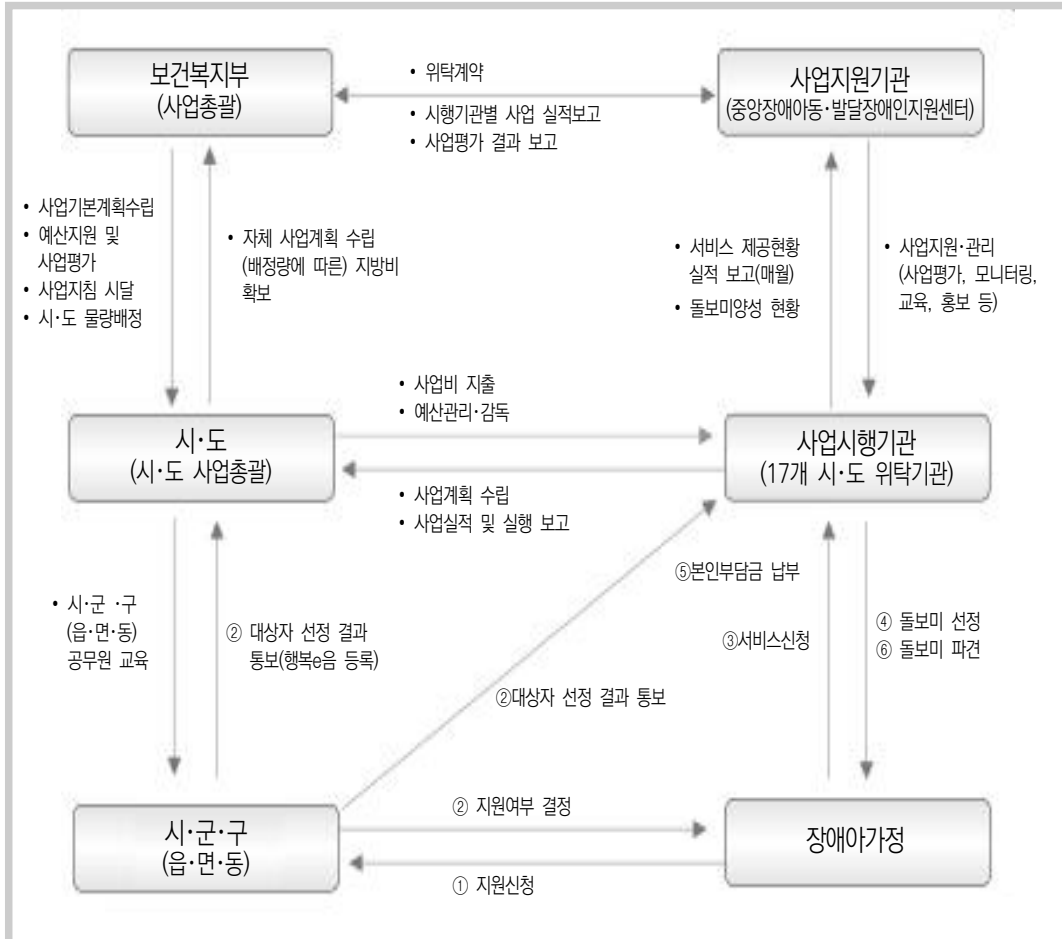 보건복지부
(사업총괄)
• 위탁계약
• 시행기관별 사업 실적보고
• 사업평가 결과 보고
사업지원기관
(중앙장애아동·발달장애인지원센터)
• 사업기본계획수립
• 예산지원 및
사업평가
• 사업지침 시달
• 시·도 물량배정
• 자체 사업계획 수립
(배정량에 따른) 지방비
확보
• 서비스 제공현황
실적 보고(매월)
• 돌보미양성 현황
• 사업지원·관리
(사업평가, 모니터링,
교육, 홍보 등)
• 사업비 지출
• 예산관리·감독
시·도
(시·도 사업총괄)
사업시행기관
(17개 시·도 위탁기관)
• 사업계획 수립
• 사업실적 및 실행 보고
• 시·군 ·구
(읍·면·동)
공무원 교육
② 대상자 선정 결과
통보(행복e음 등록)
⑤본인부담금 납부
③서비스신청
④ 돌보미 선정
⑥ 돌보미 파견
②대상자 선정 결과 통보
시·군·구
(읍·면·동)
② 지원여부 결정
① 지원신청
장애아가정